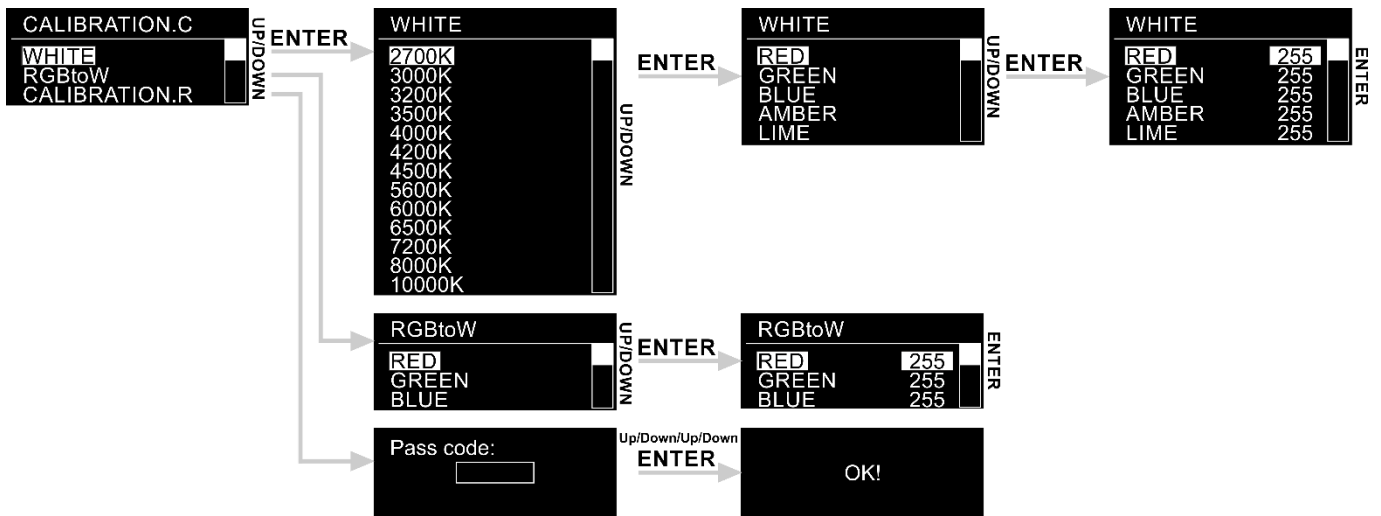 CALIBRATION.C
WHITE
RGBtoW
CALIBRATION.R
UP/DOWN
ENTER
WHITE
2700K
3000K
3200K
3500K
4000K
4200K
4500K
5600K
6000K
6500K
7200K
8000K
10000K
UP/DOWN
ENTER
WHITE
RED
GREEN
BLUE
AMBER
LIME
UP/DOWN
ENTER
WHITE
RED 255
GREEN 255
BLUE 255
AMBER 255
LIME 255
ENTER
RGBtoW
RED
GREEN
BLUE
UP/DOWN
ENTER
RGBtoW
RED 255
GREEN 255
BLUE 255
ENTER
Pass code:
Up/Down/Up/Down
ENTER
OK!